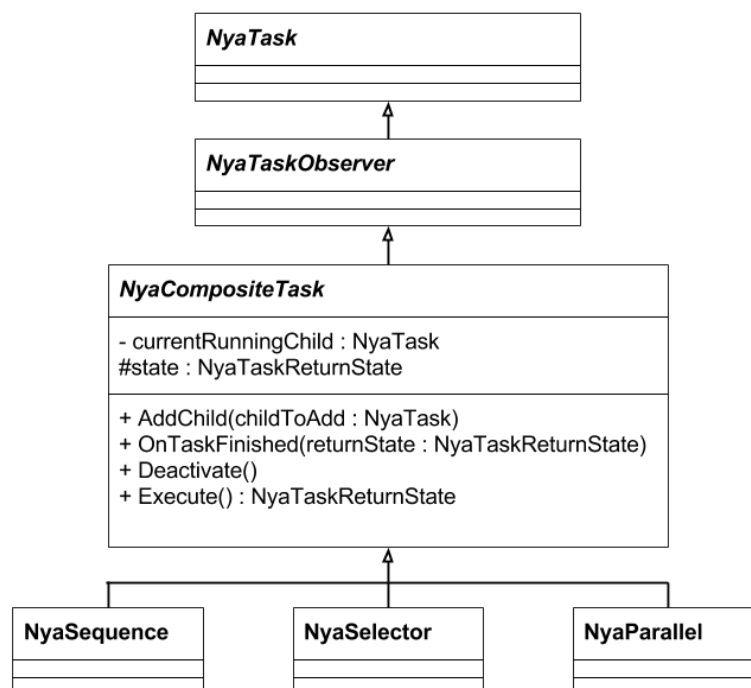 NyaTask
NyaTaskObserver
NyaCompositeTask
- currentRunningChild : NyaTask
#state : NyaTaskReturnState
+ AddChild(childToAdd : NyaTask)
+ OnTaskFinished(returnState : NyaTaskReturnState)
+ Deactivate()
+ Execute() : NyaTaskReturnState
NyaSequence
NyaSelector
NyaParallel